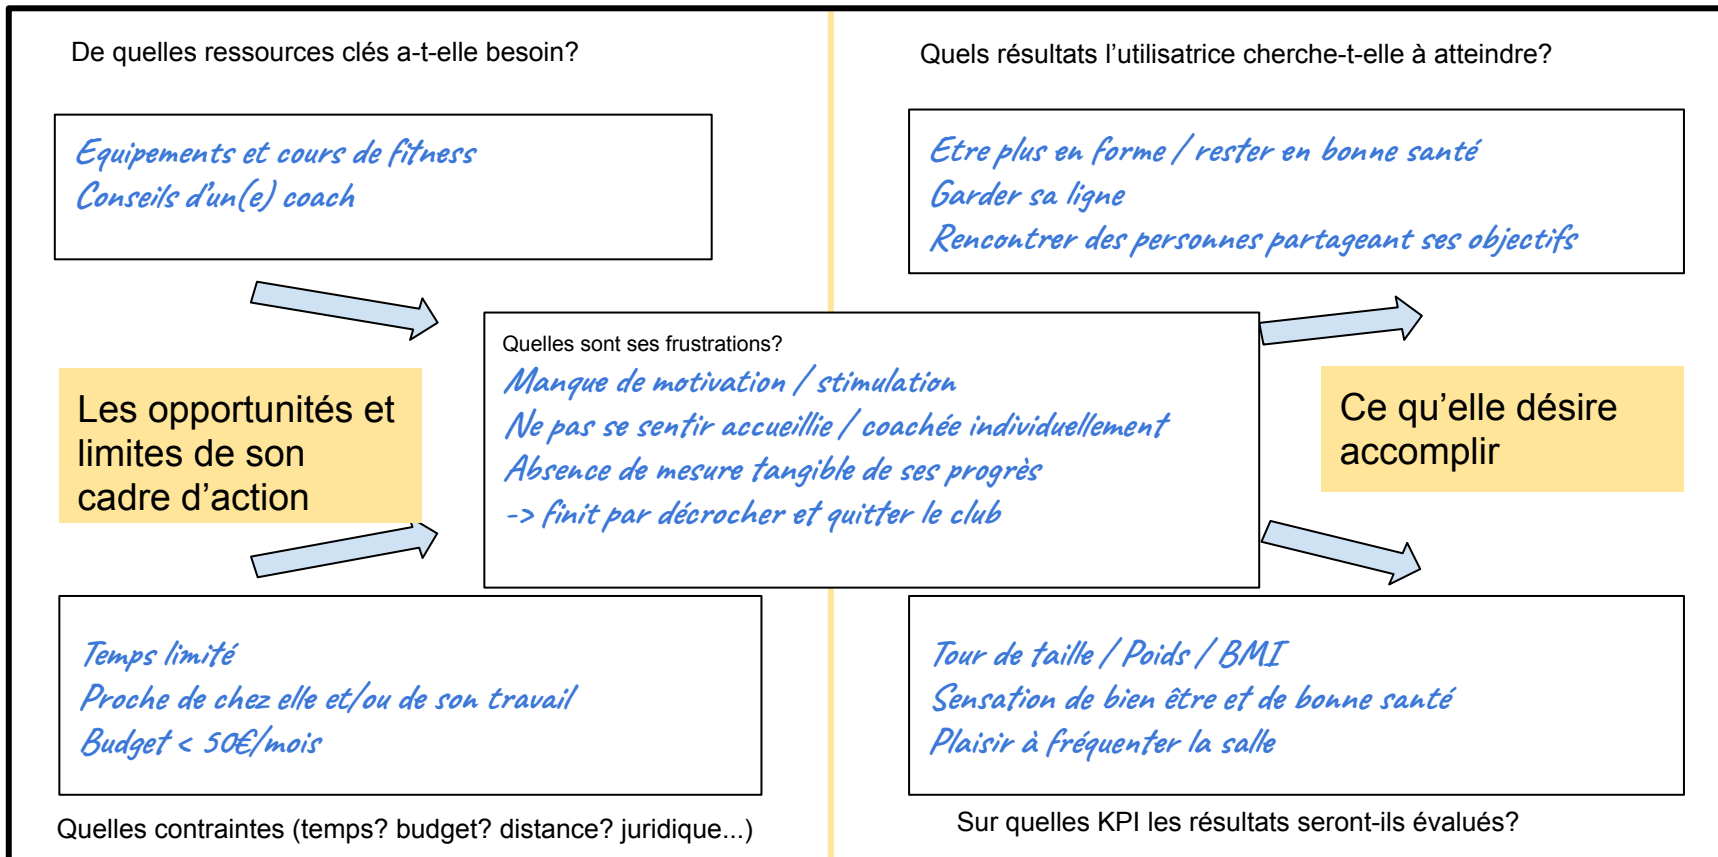 De quelles ressources clés a-t-elle besoin?
Equipements et cours de fitness
Conseils d'un(e) coach
Quels résultats l’utilisatrice cherche-t-elle à atteindre?
Etre plus en forme / rester en bonne santé
Garder sa ligne
Rencontrer des personnes partageant ses objectifs
Les opportunités et
limites de son
cadre d’action
Quelles sont ses frustrations?
Manque de motivation / stimulation
Ne pas se sentir accueillie / coachée individuellement
Absence de mesure tangible de ses progrès
-> finit par décrocher et quitter le club
Ce qu’elle désire
accomplir
Temps limité
Proche de chez elle et/ou de son travail
Budget < 50€/mois
Quelles contraintes (temps? budget? distance? juridique...)
Tour de taille / Poids / BMI
Sensation de bien être et de bonne santé
Plaisir à fréquenter la salle
Sur quelles KPI les résultats seront-ils évalués?